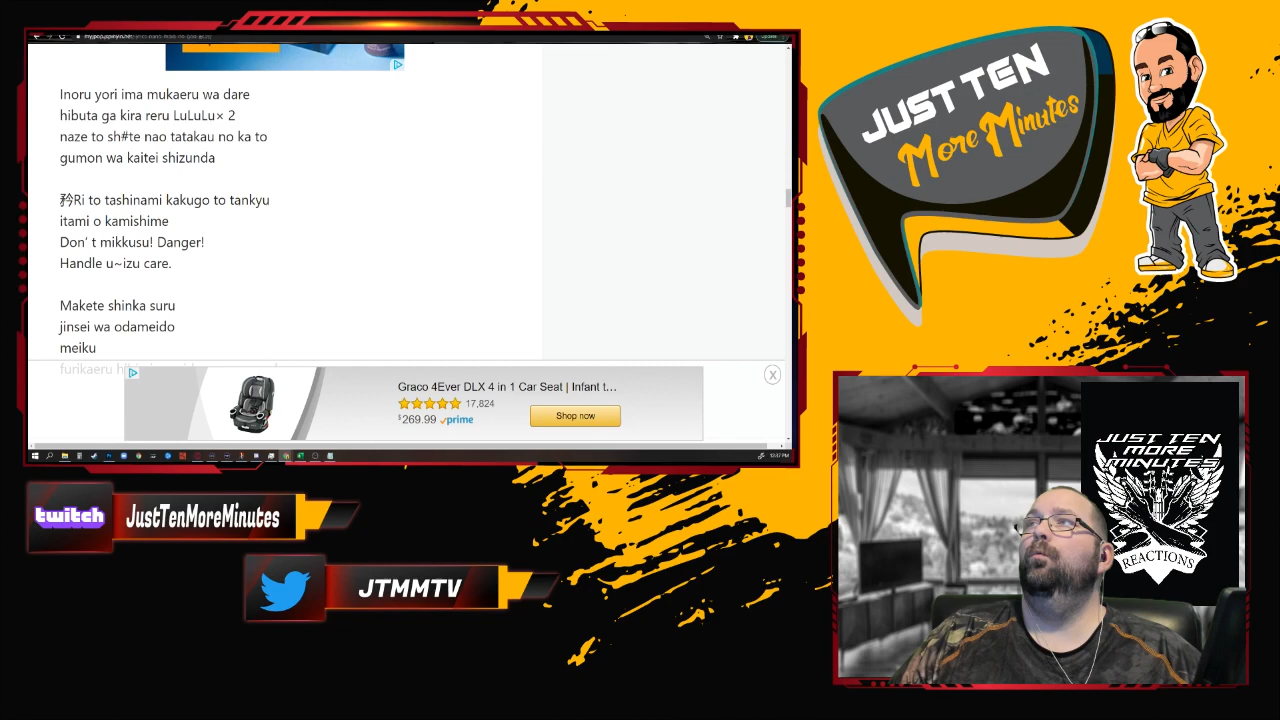 Inoru yori ima mukaeru wa dare
hibuta ga kira reru LuLuLu× 2
naze to sh#te nao tatakau no ka to
gumon wa kaitei shizunda
矜Ri to tashinami kakugo to tankyu
itami o kamishime
Don’ t mikkusu! Danger!
Handle u~izu care.
Makete shinka suru
jinsei wa odameido
meiku
Graco 4Ever DLX 4 in 1 Car Seat | Infant t...
17,824
$269.99 prime
Shop now
X
12:37 PM
JUST TEN
More Minutes
twitch
JustTenMoreMinutes
JTMMTV
JUST TEN
MORE
MINUTES
REACTIONS